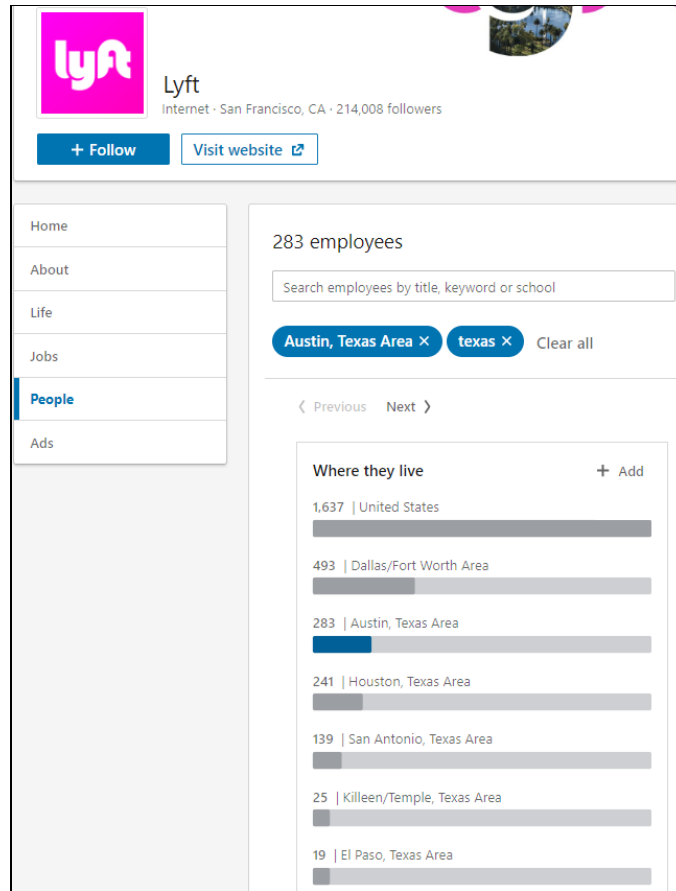 lyft
Lyft
Internet · San Francisco, CA · 214,008 followers
+ Follow
Visit website
Home
About
Life
Jobs
People
Ads
283 employees
Search employees by title, keyword or school
Austin, Texas Area ×
texas ×
Clear all
Previous
Next
Where they live
+ Add
1,637 | United States
493 | Dallas/Fort Worth Area
283 | Austin, Texas Area
241 | Houston, Texas Area
139 | San Antonio, Texas Area
25 | Killeen/Temple, Texas Area
19 | El Paso, Texas Area